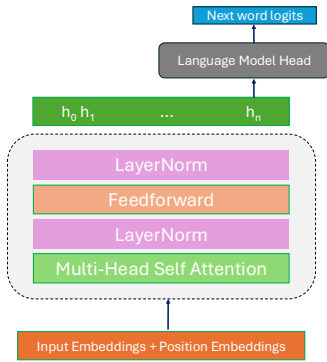 Next word logits
Language Model Head
h0 h1 ... hn
LayerNorm
Feedforward
LayerNorm
Multi-Head Self Attention
Input Embeddings + Position Embeddings